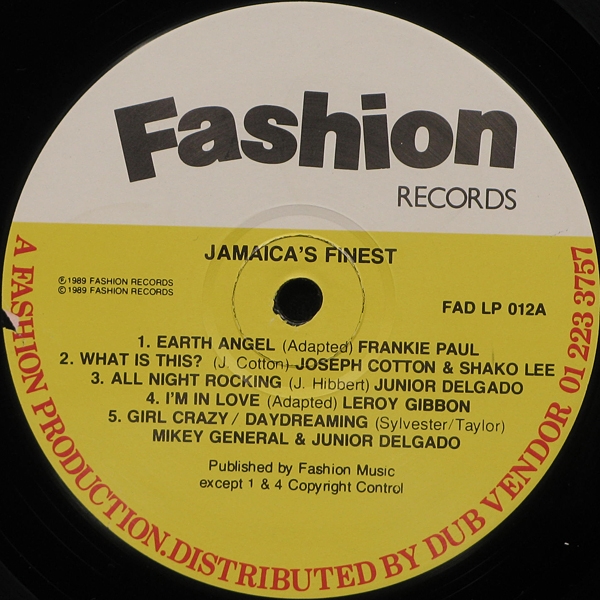 Fashion
RECORDS
JAMAICA'S FINEST
℗1989 FASHION RECORDS
©1989 FASHION RECORDS
FAD LP 012A
1. EARTH ANGEL (Adapted) FRANKIE PAUL
2. WHAT IS THIS? (J. Cotton) JOSEPH COTTON & SHAKO LEE
3. ALL NIGHT ROCKING (J. Hibbert) JUNIOR DELGADO
4. I'M IN LOVE (Adapted) LEROY GIBBON
5. GIRL CRAZY / DAYDREAMING (Sylvester/Taylor)
MIKEY GENERAL & JUNIOR DELGADO
Published by Fashion Music
except 1 & 4 Copyright Control
A FASHION PRODUCTION. DISTRIBUTED BY DUB VENDOR 01 223 3757